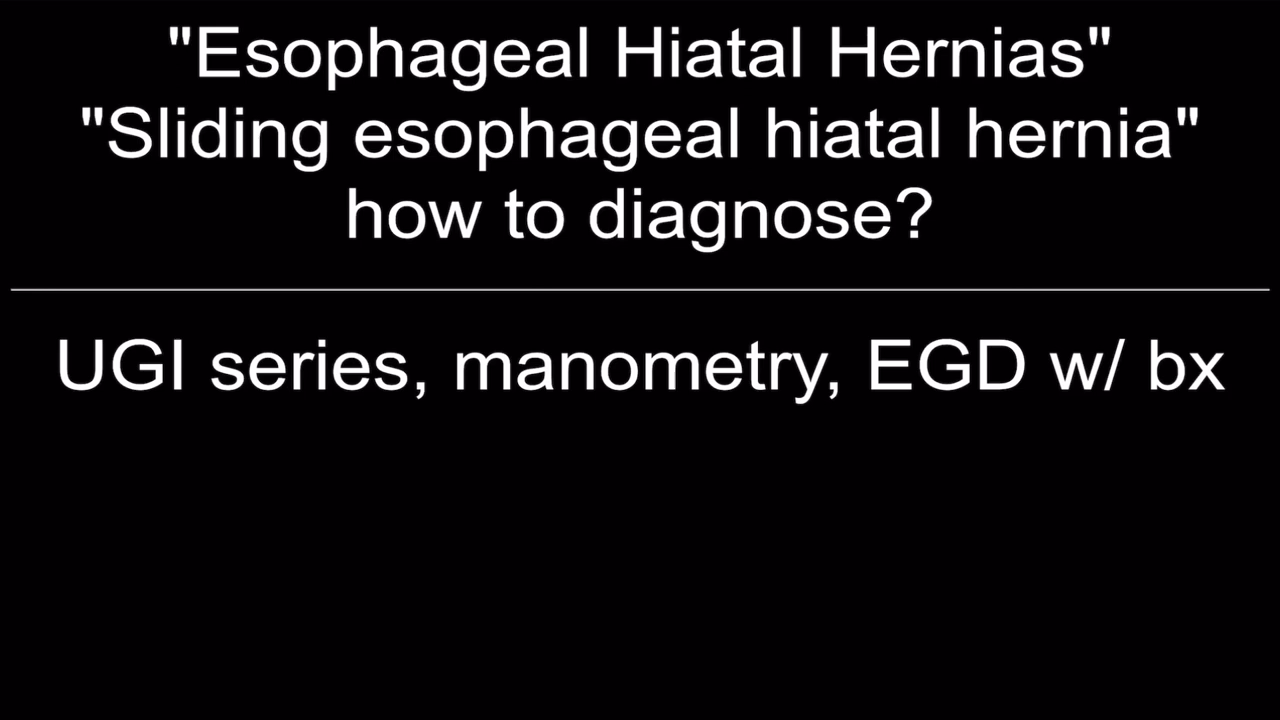 "Esophageal Hiatal Hernias"
"Sliding esophageal hiatal hernia"
how to diagnose?
UGI series, manometry, EGD w/ bx